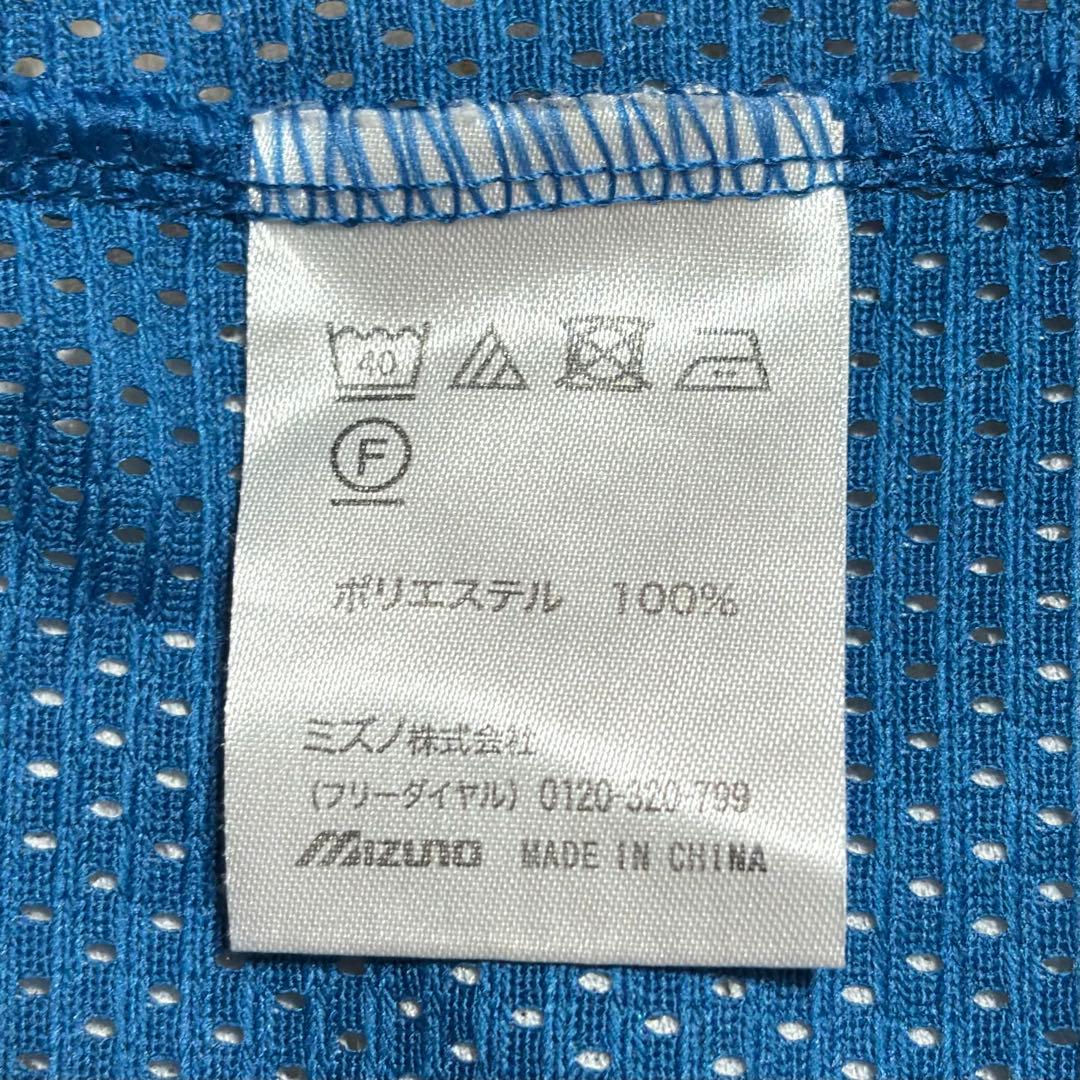 40
F
ポリエステル 100%
ミズノ株式会社
(フリーダイヤル) 0120-320-799
MIZUNO MADE IN CHINA